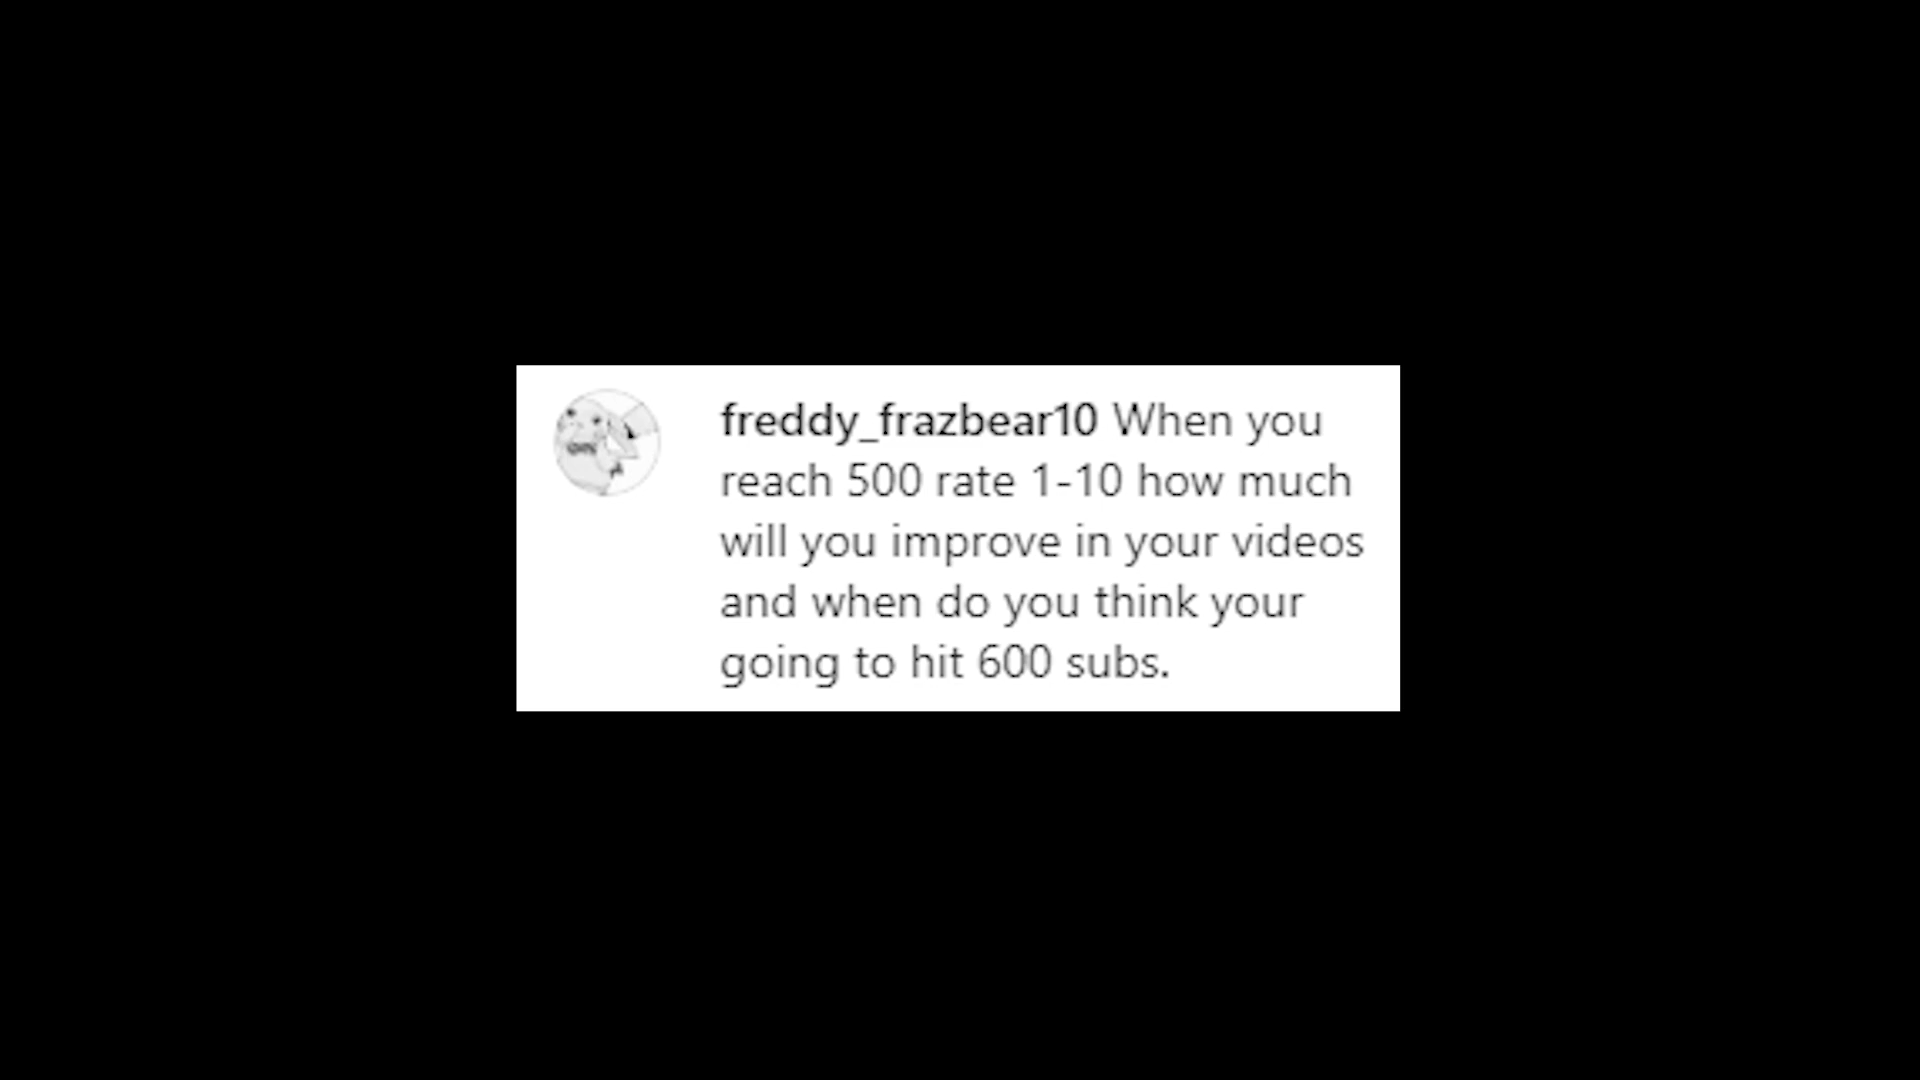 freddy_frazbear10 When you
reach 500 rate 1-10 how much
will you improve in your videos
and when do you think your
going to hit 600 subs.